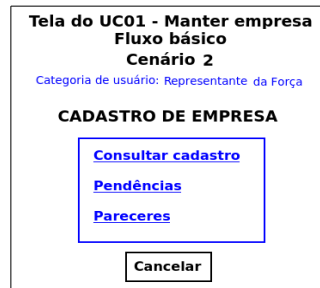 Tela do UC01 - Manter empresa
Fluxo básico
Cenário 2
Categoria de usuário: Representante da Força
CADASTRO DE EMPRESA
Consultar cadastro
Pendências
Pareceres
Cancelar